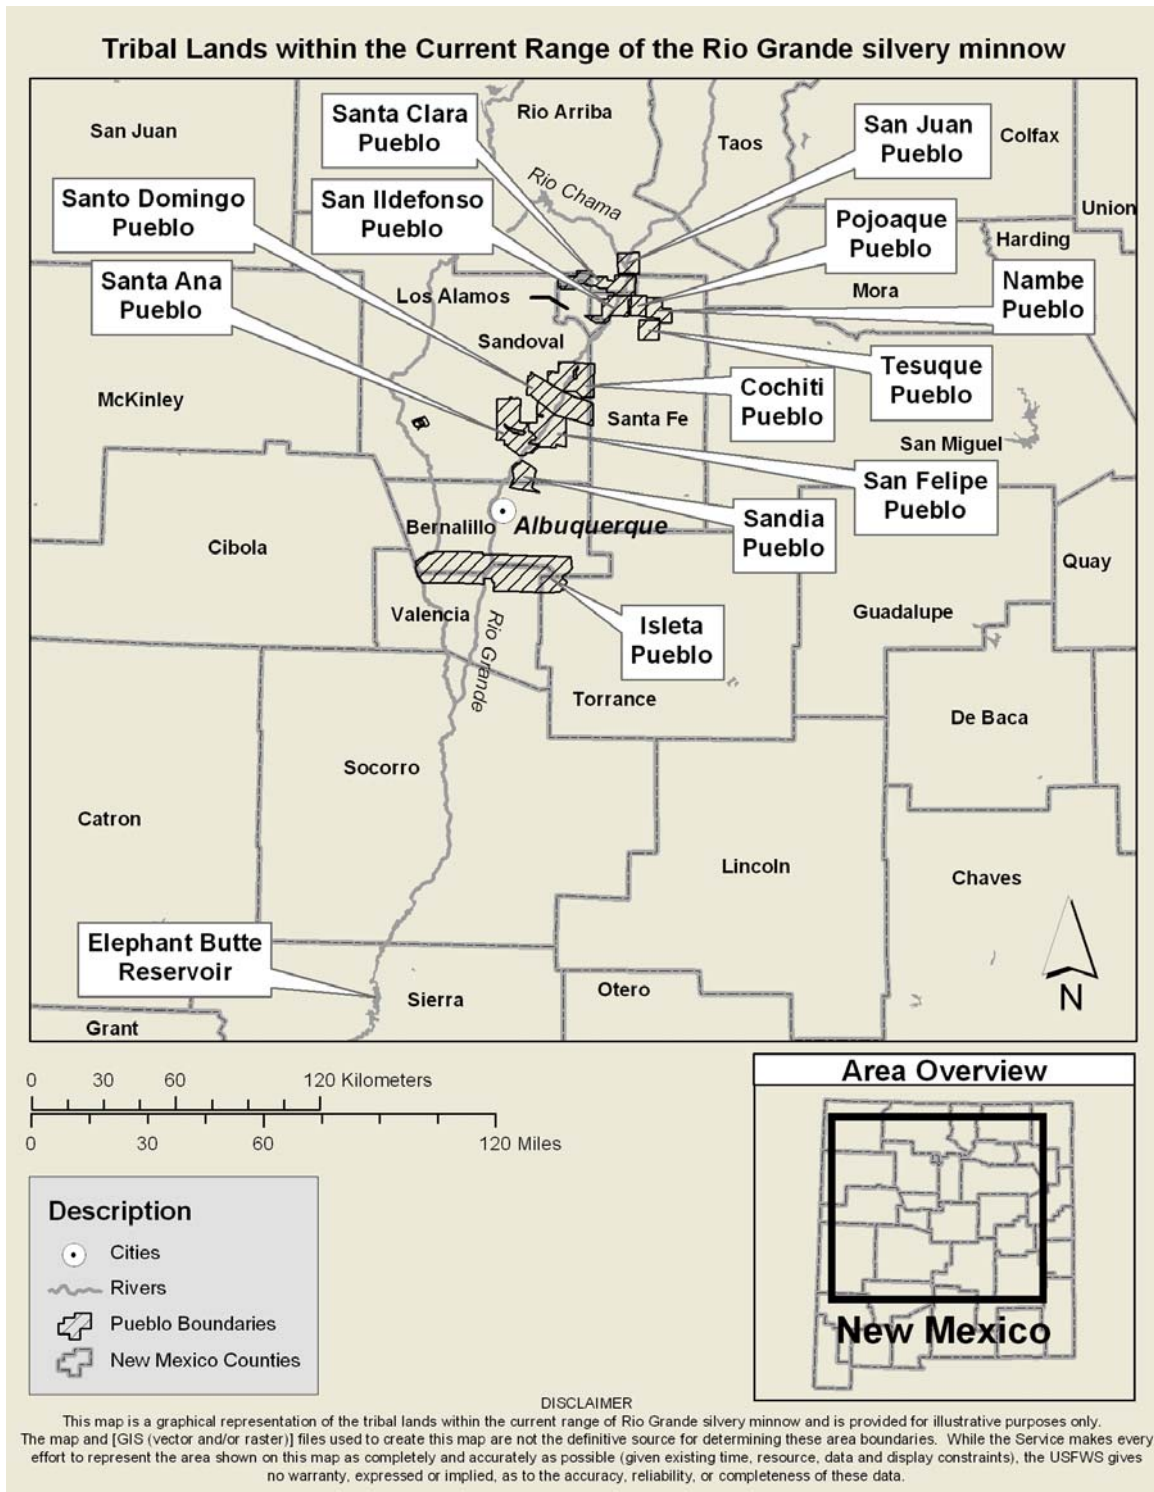 Tribal Lands within the Current Range of the Rio Grande silvery minnow
San Juan
Santa Clara
Pueblo
Rio Arriba
Taos
San Juan
Pueblo
Colfax
Rio Chama
Santo Domingo
Pueblo
San Ildefonso
Pueblo
Pojoaque
Pueblo
Union
Harding
Santa Ana
Pueblo
Los Alamos
Mora
Nambe
Pueblo
Sandoval
Tesuque
Pueblo
McKinley
Cochiti
Pueblo
Santa Fe
San Miguel
San Felipe
Pueblo
Sandia
Pueblo
Bernalillo
Albuquerque
Cibola
Quay
Valencia
Rio Grande
Isleta
Pueblo
Guadalupe
Torrance
De Baca
Socorro
Catron
Lincoln
Chaves
Elephant Butte
Reservoir
Sierra
Otero
Grant
N
0 30 60 120 Kilometers
0 30 60 120 Miles
Area Overview
New Mexico
Description
Cities
Rivers
Pueblo Boundaries
New Mexico Counties
DISCLAIMER
This map is a graphical representation of the tribal lands within the current range of Rio Grande silvery minnow and is provided for illustrative purposes only.
The map and [GIS (vector and/or raster)] files used to create this map are not the definitive source for determining these area boundaries. While the Service makes every
effort to represent the area shown on this map as completely and accurately as possible (given existing time, resource, data and display constraints), the USFWS gives
no warranty, expressed or implied, as to the accuracy, reliability, or completeness of these data.